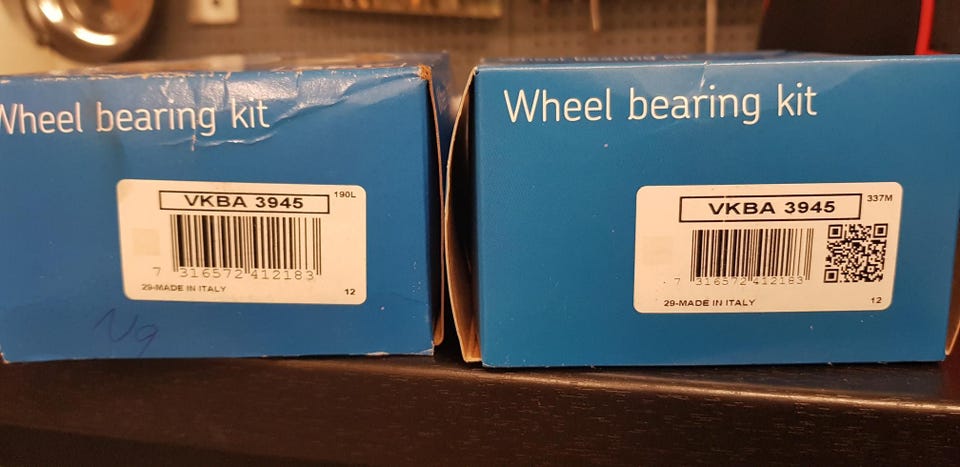 Wheel bearing kit
VKBA 3945
190L
7 316572 412183
29-MADE IN ITALY
12
Wheel bearing kit
VKBA 3945
337M
7 316572 412183
29-MADE IN ITALY
12